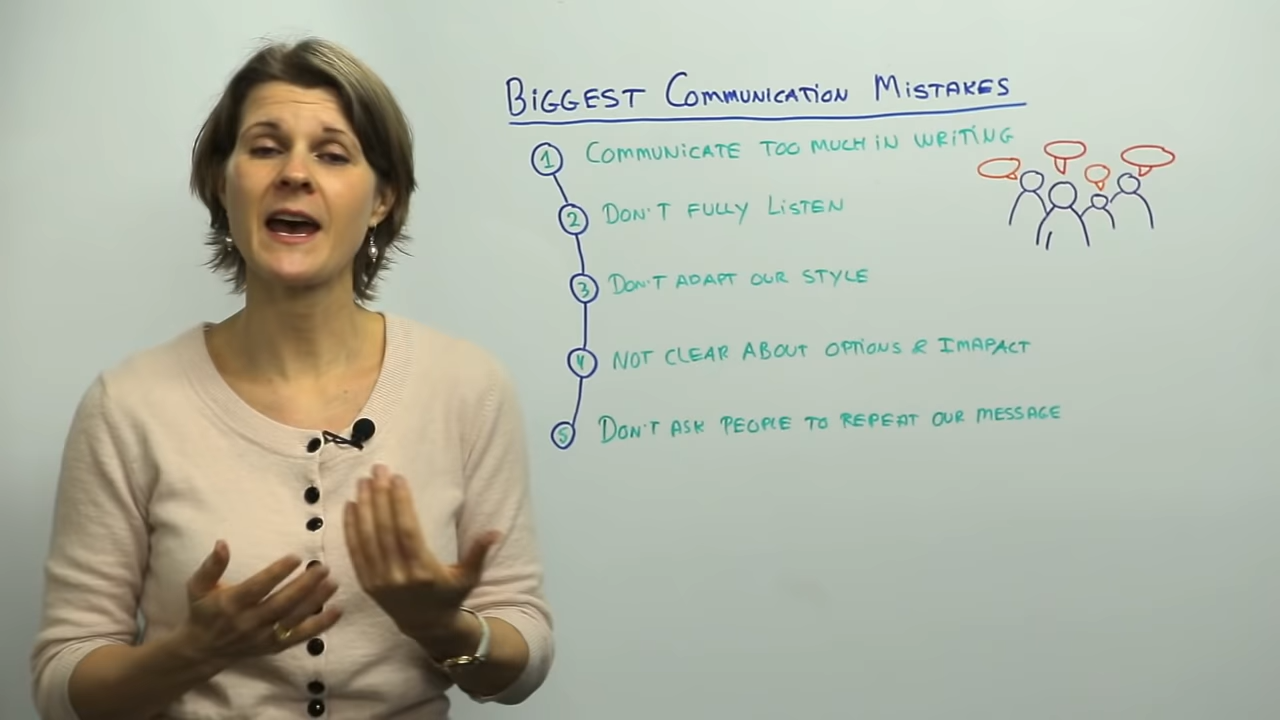 BIGGEST COMMUNICATION MISTAKES
1 COMMUNICATE TOO MUCH IN WRITING
2 DON'T FULLY LISTEN
3 DON'T ADAPT OUR STYLE
4 NOT CLEAR ABOUT OPTIONS & IMAPACT
5 DON'T ASK PEOPLE TO REPEAT OUR MESSAGE